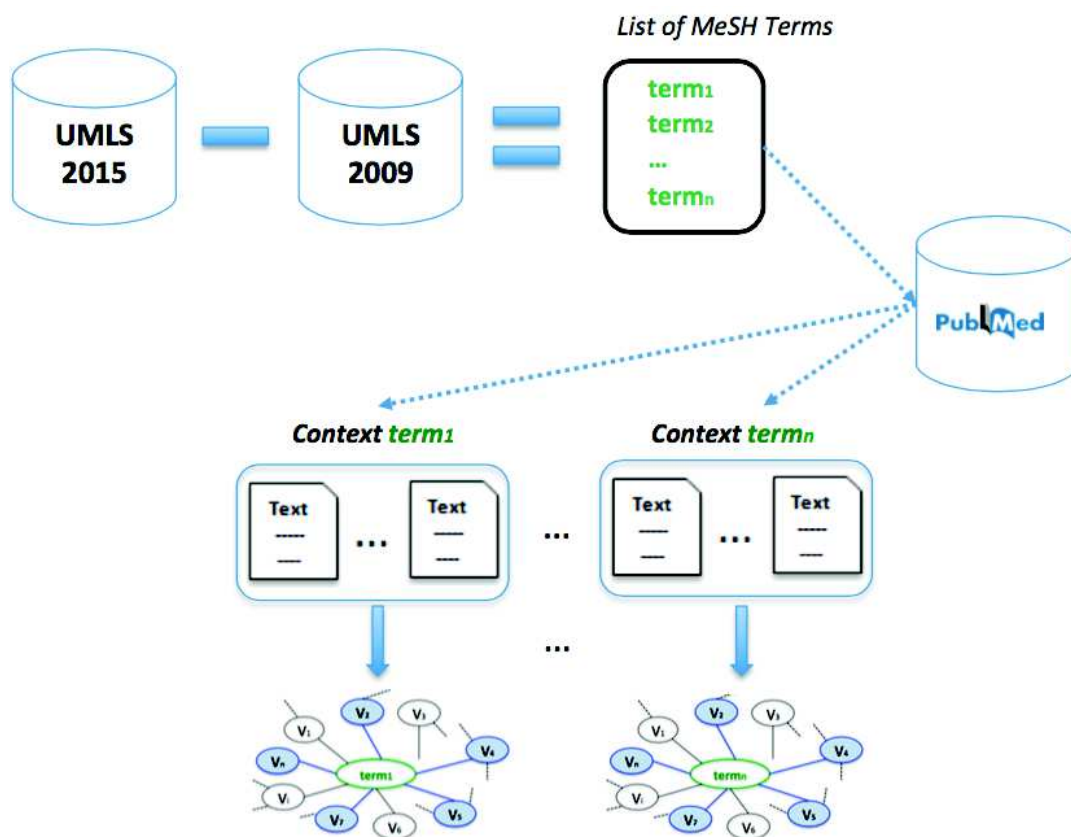 List of MeSH Terms
UMLS
2015
UMLS
2009
term₁
term₂
...
termₙ
PubMed
Context term₁
Context termₙ
Text
-----
----
...
Text
-----
----
...
Text
-----
----
...
Text
-----
----
...
V₁
V₂
V₃
V₄
Vₙ
term₁
Vᵢ
V₇
V₆
V₅
V₁
V₂
V₃
V₄
Vₙ
termₙ
Vᵢ
V₇
V₆
V₅